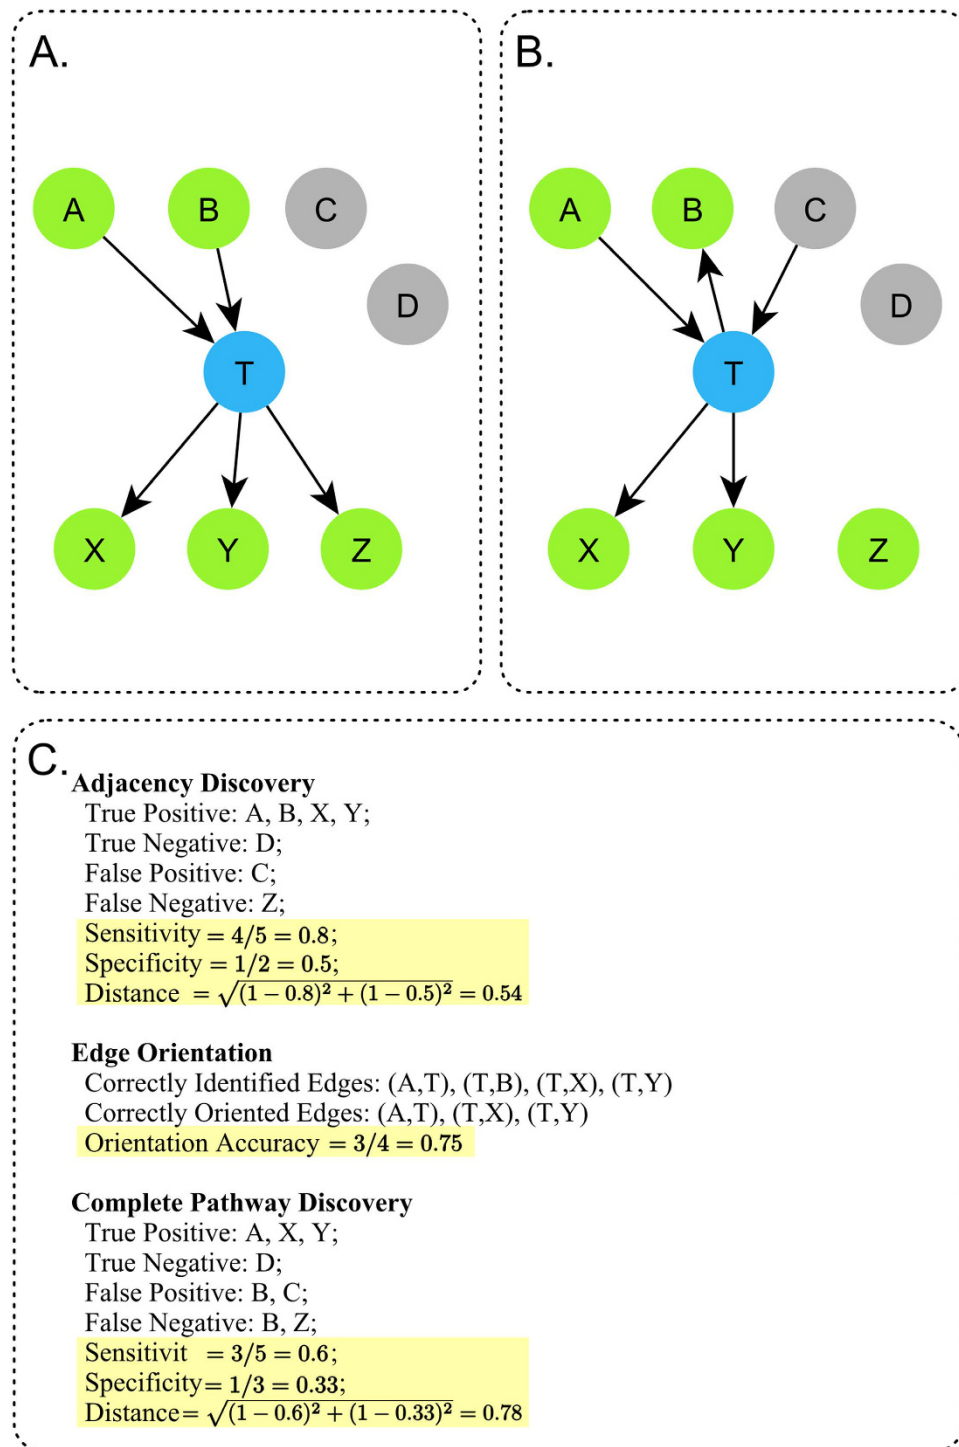 A.
A
B
C
D
T
X
Y
Z
B.
A
B
C
D
T
X
Y
Z
C.
Adjacency Discovery
True Positive: A, B, X, Y;
True Negative: D;
False Positive: C;
False Negative: Z;
Sensitivity = 4/5 = 0.8;
Specificity = 1/2 = 0.5;
Distance = √(1 − 0.8)² + (1 − 0.5)² = 0.54
Edge Orientation
Correctly Identified Edges: (A,T), (T,B), (T,X), (T,Y)
Correctly Oriented Edges: (A,T), (T,X), (T,Y)
Orientation Accuracy = 3/4 = 0.75
Complete Pathway Discovery
True Positive: A, X, Y;
True Negative: D;
False Positive: B, C;
False Negative: B, Z;
Sensitivit = 3/5 = 0.6;
Specificity= 1/3 = 0.33;
Distance= √(1 − 0.6)² + (1 − 0.33)² = 0.78